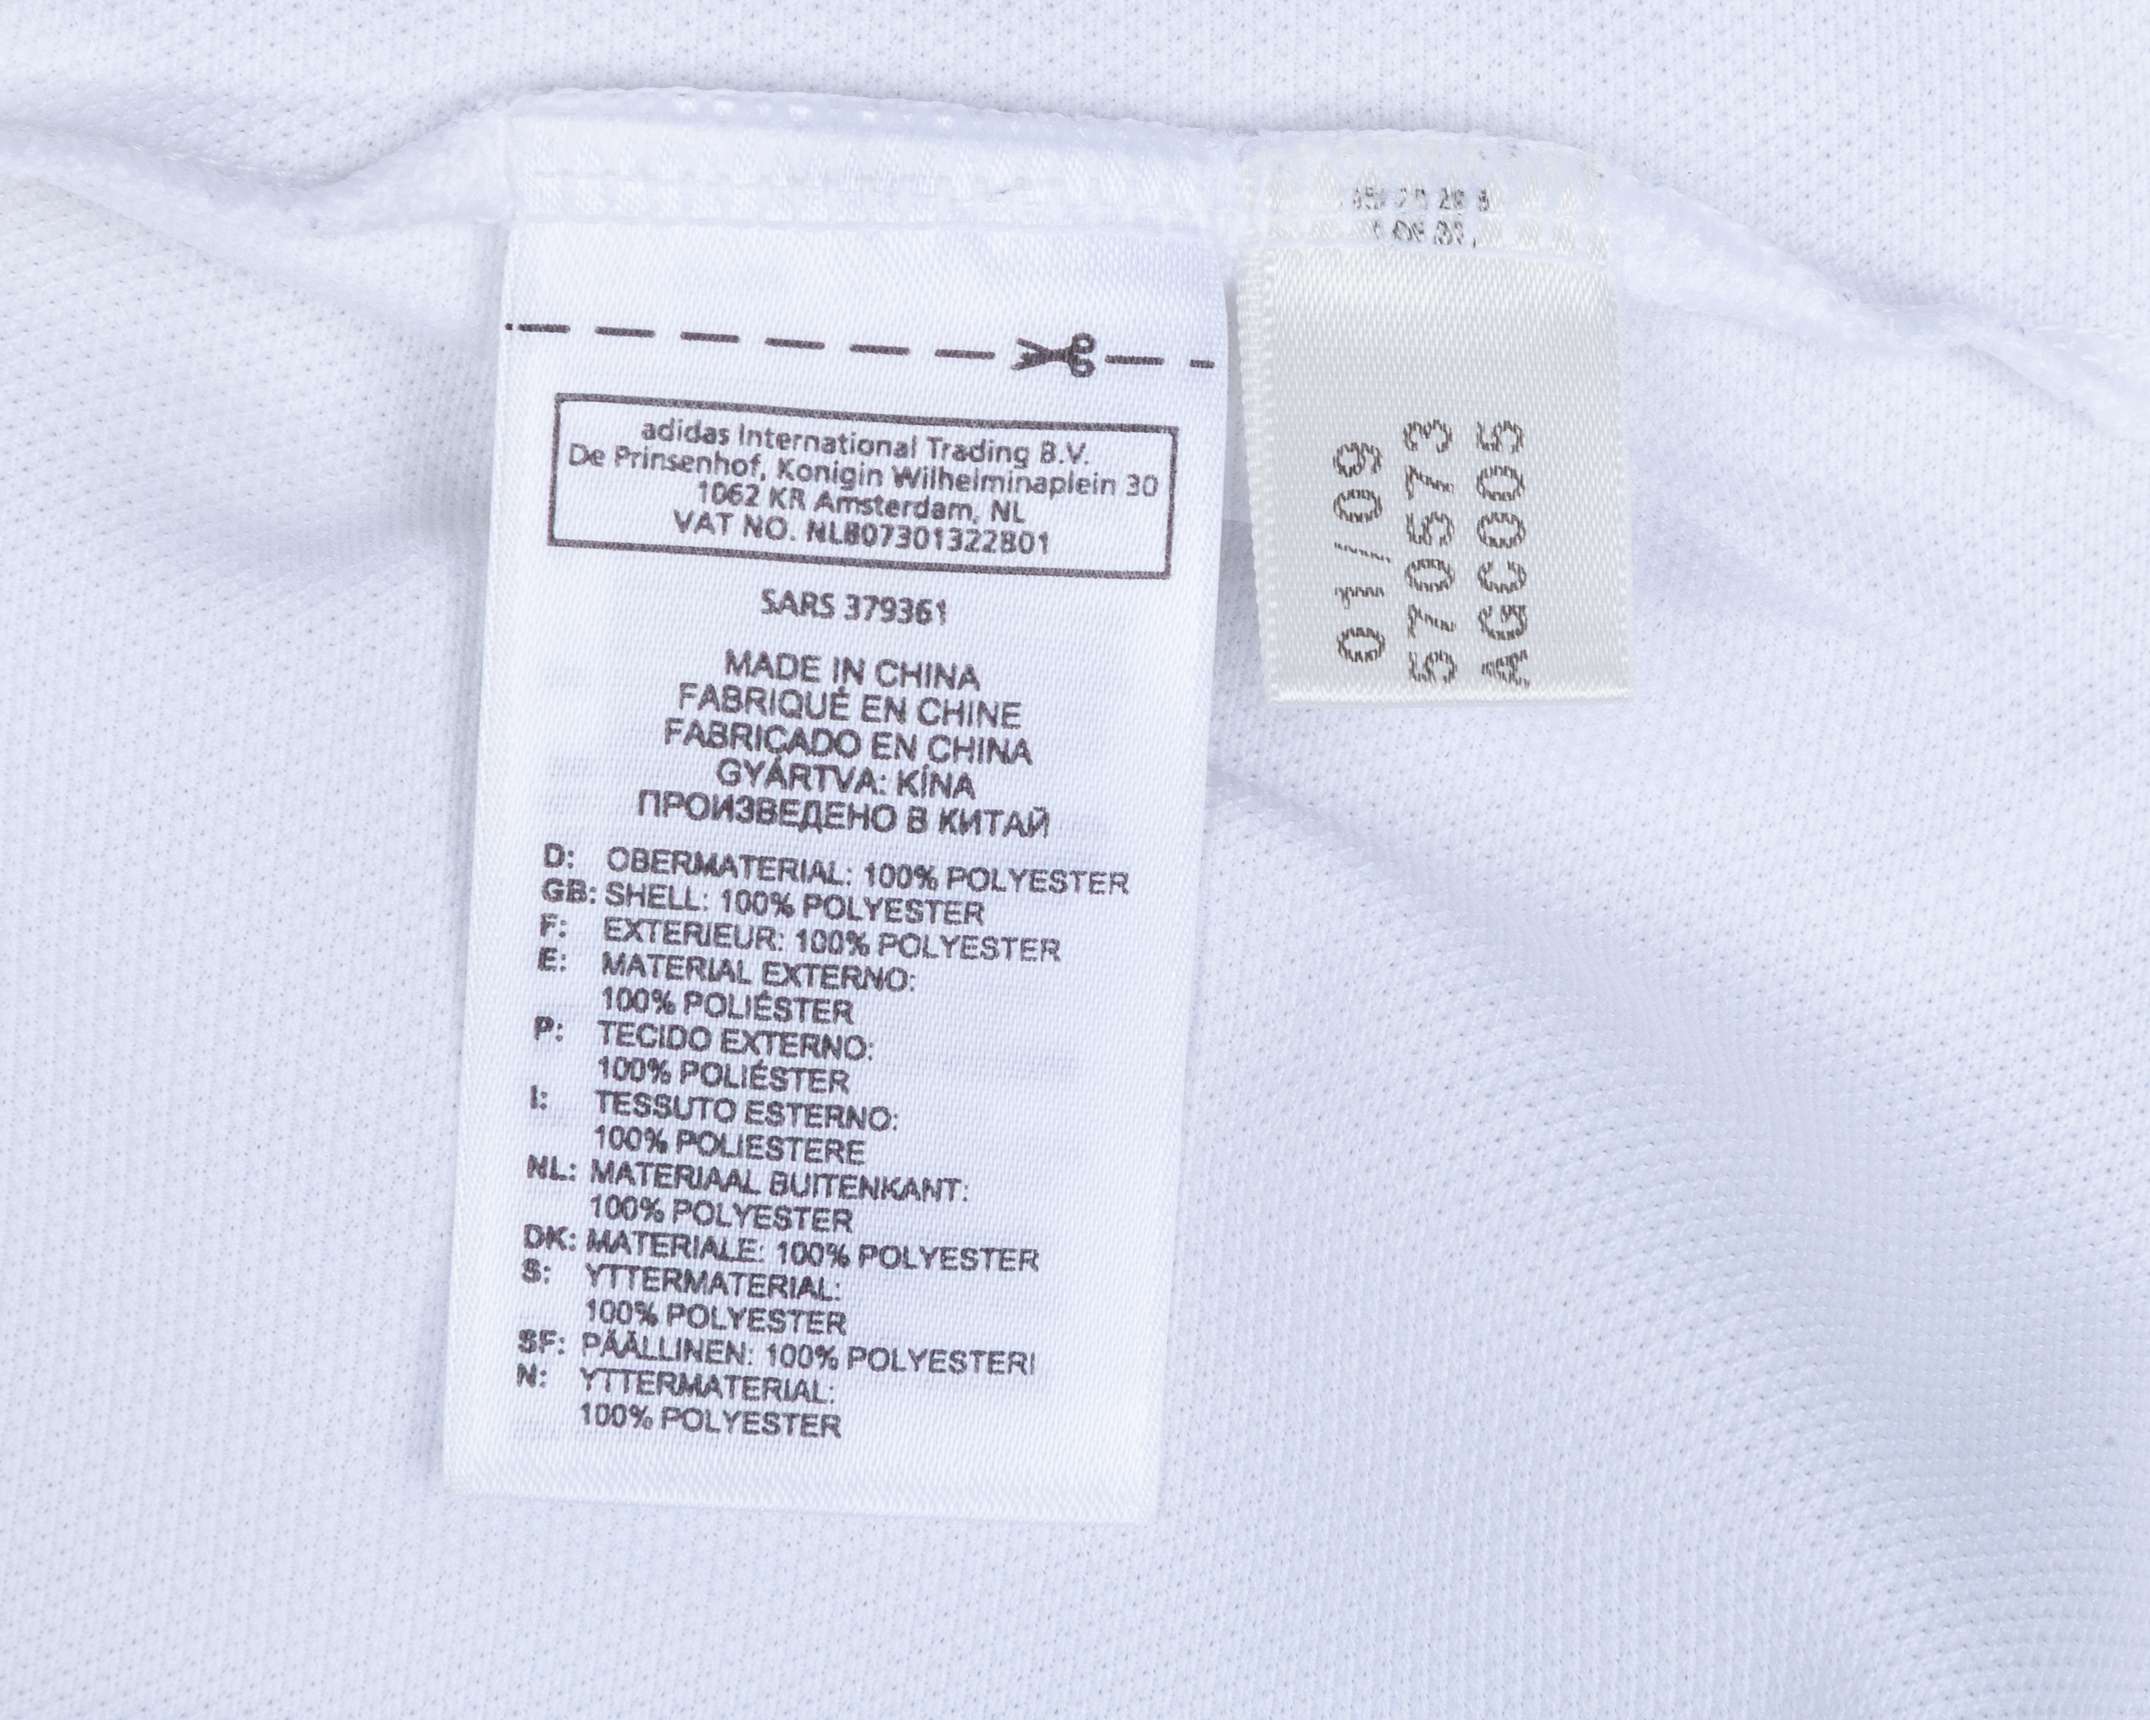 adidas International Trading B.V.
De Prinsenhof, Konigin Wilhelminaplein 30
1062 KR Amsterdam, NL
VAT NO. NL807301322B01
SARS 379361
MADE IN CHINA
FABRIQUÉ EN CHINE
FABRICADO EN CHINA
GYÁRTVA: KÍNA
ПРОИЗВЕДЕНО В КИТАЙ
D: OBERMATERIAL: 100% POLYESTER
GB: SHELL: 100% POLYESTER
F: EXTERIEUR: 100% POLYESTER
E: MATERIAL EXTERNO:
100% POLIÉSTER
P: TECIDO EXTERNO:
100% POLIÉSTER
I: TESSUTO ESTERNO:
100% POLIESTERE
NL: MATERIAAL BUITENKANT:
100% POLYESTER
DK: MATERIALE: 100% POLYESTER
S: YTTERMATERIAL:
100% POLYESTER
SF: PÄÄLLINEN: 100% POLYESTERI
N: YTTERMATERIAL:
100% POLYESTER
01/09
570573
AGC005